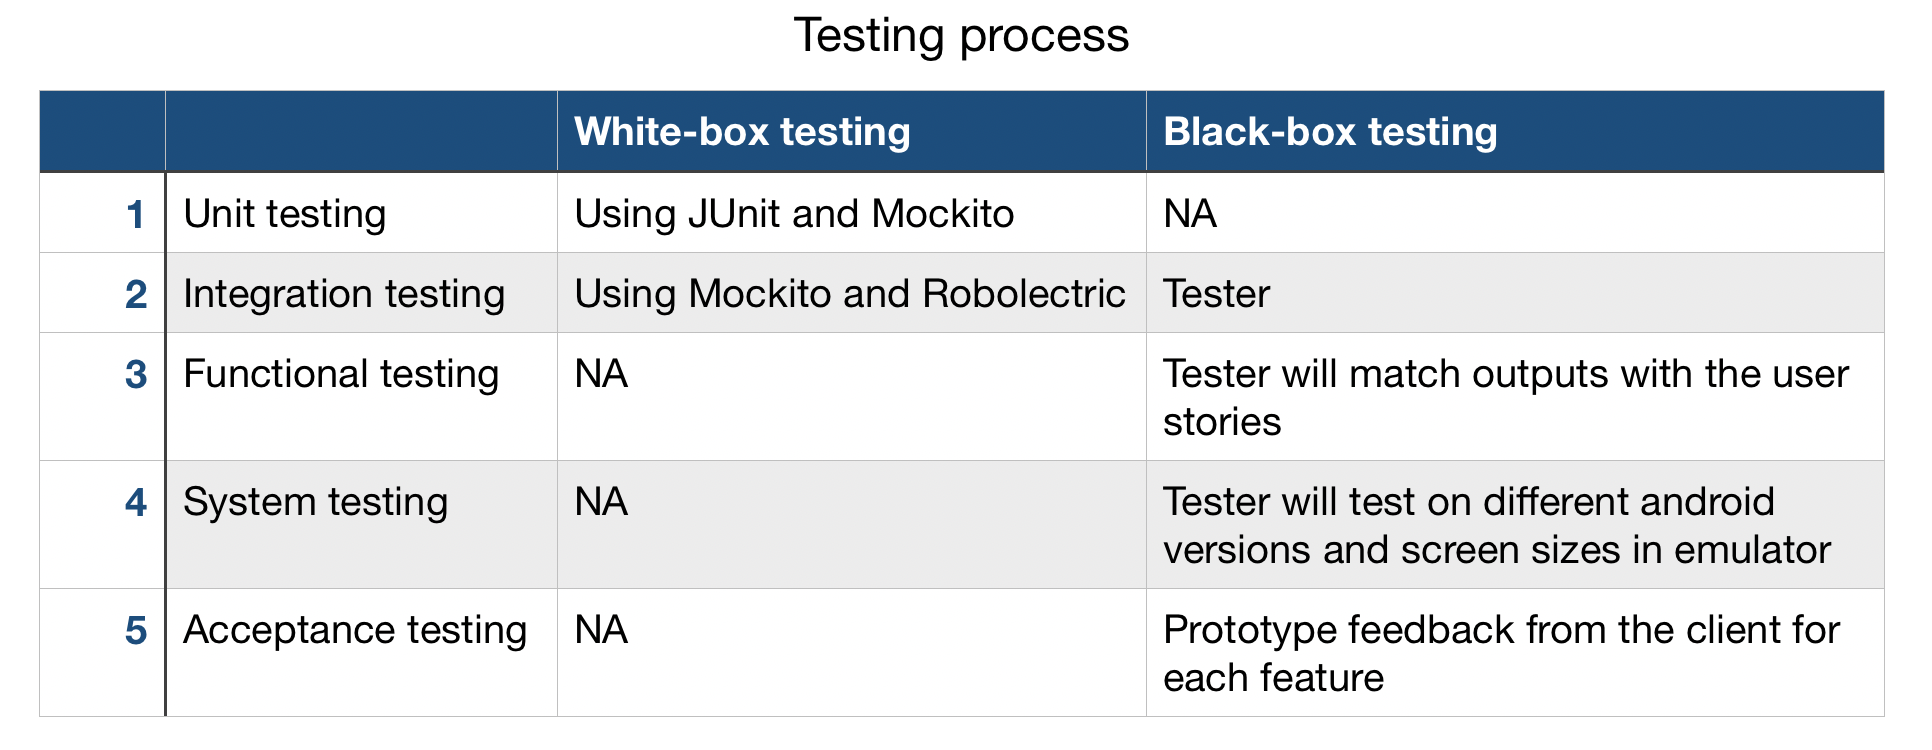 Testing process
White-box testing
Black-box testing
1
Unit testing
Using JUnit and Mockito
NA
2
Integration testing
Using Mockito and Robolectric
Tester
3
Functional testing
NA
Tester will match outputs with the user
stories
4
System testing
NA
Tester will test on different android
versions and screen sizes in emulator
5
Acceptance testing
NA
Prototype feedback from the client for
each feature